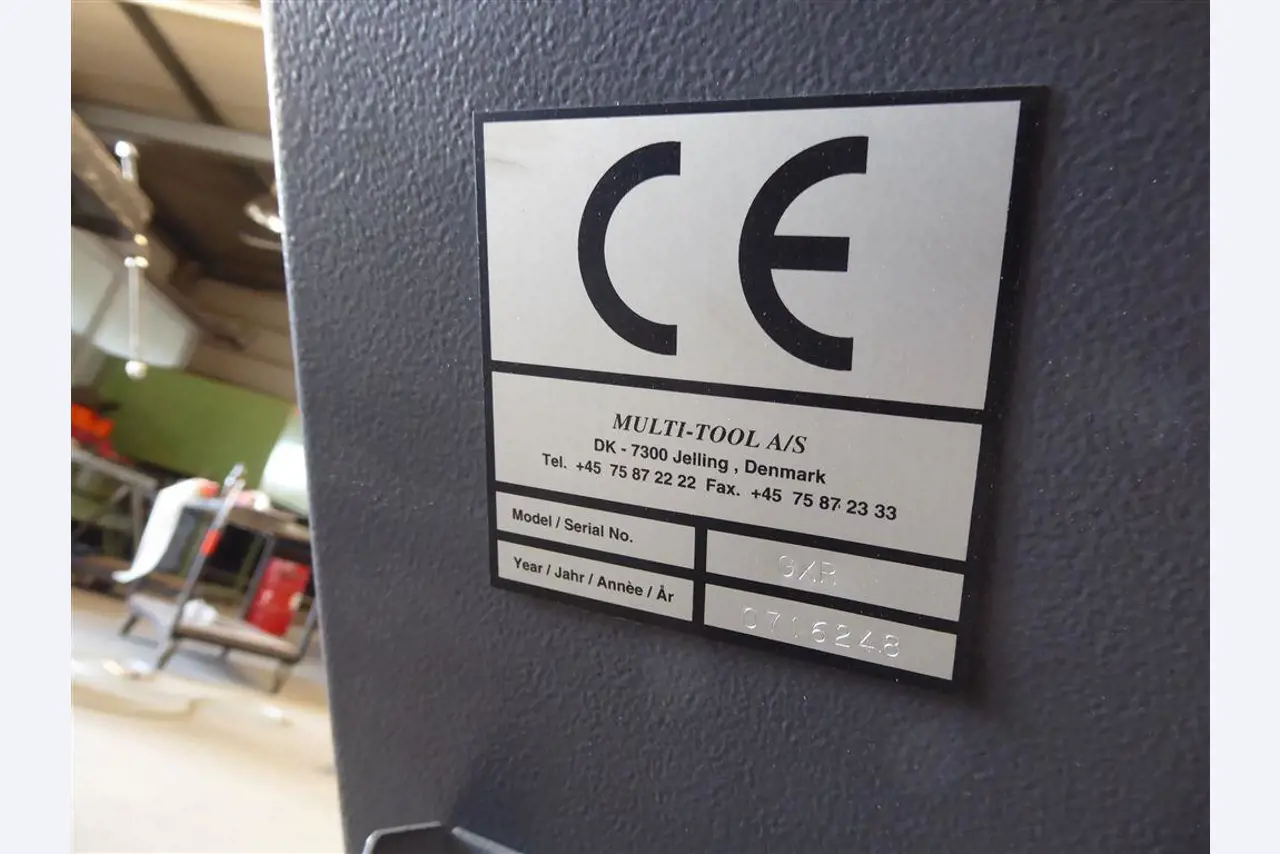 CE
MULTI-TOOL A/S
DK - 7300 Jelling , Denmark
Tel. +45 75 87 22 22 Fax. +45 75 87 23 33
Model / Serial No. GXR
Year / Jahr / Annèe / År 0716248